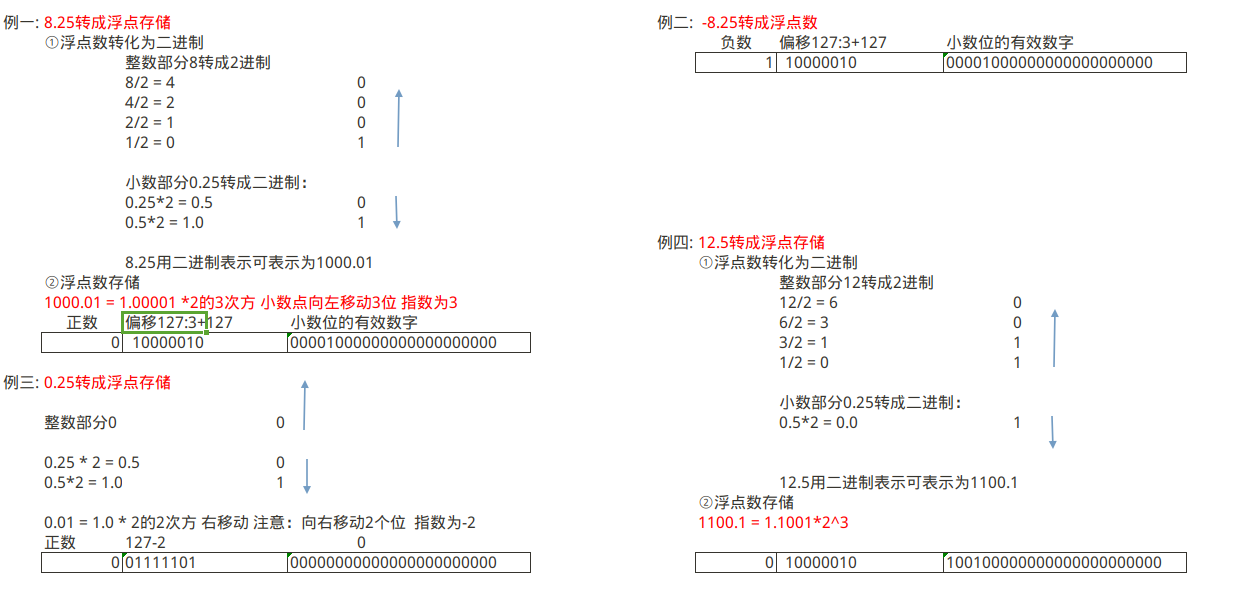 例一: 8.25转成浮点存储
①浮点数转化为二进制
整数部分8转成2进制
8/2 = 4 0
4/2 = 2 0
2/2 = 1 0
1/2 = 0 1
小数部分0.25转成二进制：
0.25*2 = 0.5 0
0.5*2 = 1.0 1
8.25用二进制表示可表示为1000.01
②浮点数存储
1000.01 = 1.00001 *2的3次方 小数点向左移动3位 指数为3
正数 偏移127:3+127 小数位的有效数字
0 10000010 00001000000000000000000
例三: 0.25转成浮点存储
整数部分0 0
0.25 * 2 = 0.5 0
0.5*2 = 1.0 1
0.01 = 1.0 * 2的2次方 右移动 注意：向右移动2个位 指数为-2
正数 127-2 0
0 01111101 00000000000000000000000
例二: -8.25转成浮点数
负数 偏移127:3+127 小数位的有效数字
1 10000010 00001000000000000000000
例四: 12.5转成浮点存储
①浮点数转化为二进制
整数部分12转成2进制
12/2 = 6 0
6/2 = 3 0
3/2 = 1 1
1/2 = 0 1
小数部分0.25转成二进制：
0.5*2 = 0.0 1
12.5用二进制表示可表示为1100.1
②浮点数存储
1100.1 = 1.1001*2^3
0 10000010 100100000000000000000000